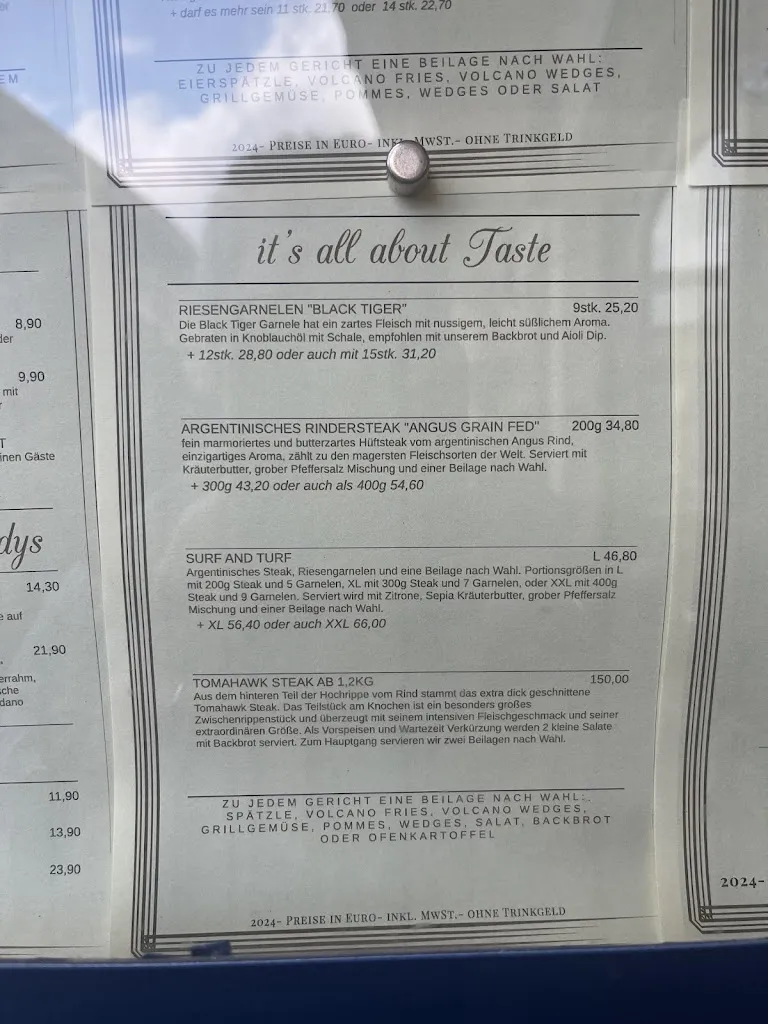 + darf es mehr sein 11 stk. 21,70 oder 14 stk. 22,70
ZU JEDEM GERICHT EINE BEILAGE NACH WAHL:
EIERSPÄTZLE, VOLCANO FRIES, VOLCANO WEDGES,
GRILLGEMÜSE, POMMES, WEDGES ODER SALAT
2024- PREISE IN EURO- INKL. MWST.- OHNE TRINKGELD
EM
8,90
9,90
mit
inen Gäste
dys
14,30
e auf
21,90
errahm,
sche
dano
11,90
13,90
23,90
it's all about Taste
RIESENGARNELEN "BLACK TIGER" 9stk. 25,20
Die Black Tiger Garnele hat ein zartes Fleisch mit nussigem, leicht süßlichem Aroma.
Gebraten in Knoblauchöl mit Schale, empfohlen mit unserem Backbrot und Aioli Dip.
+ 12stk. 28,80 oder auch mit 15stk. 31,20
ARGENTINISCHES RINDERSTEAK "ANGUS GRAIN FED" 200g 34,80
fein marmoriertes und butterzartes Hüftsteak vom argentinischen Angus Rind,
einzigartiges Aroma, zählt zu den magersten Fleischsorten der Welt. Serviert mit
Kräuterbutter, grober Pfeffersalz Mischung und einer Beilage nach Wahl.
+ 300g 43,20 oder auch als 400g 54,60
SURF AND TURF L 46,80
Argentinisches Steak, Riesengarnelen und eine Beilage nach Wahl. Portionsgrößen in L
mit 200g Steak und 5 Garnelen, XL mit 300g Steak und 7 Garnelen, oder XXL mit 400g
Steak und 9 Garnelen. Serviert wird mit Zitrone, Sepia Kräuterbutter, grober Pfeffersalz
Mischung und einer Beilage nach Wahl.
+ XL 56,40 oder auch XXL 66,00
TOMAHAWK STEAK AB 1,2KG 150,00
Aus dem hinteren Teil der Hochrippe vom Rind stammt das extra dick geschnittene
Tomahawk Steak. Das Teilstück am Knochen ist ein besonders großes
Zwischenrippenstück und überzeugt mit seinem intensiven Fleischgeschmack und seiner
extraordinären Größe. Als Vorspeisen und Wartezeit Verkürzung werden 2 kleine Salate
mit Backbrot serviert. Zum Hauptgang servieren wir zwei Beilagen nach Wahl.
ZU JEDEM GERICHT EINE BEILAGE NACH WAHL:
SPÄTZLE, VOLCANO FRIES, VOLCANO WEDGES,
GRILLGEMÜSE, POMMES, WEDGES, SALAT, BACKBROT
ODER OFENKARTOFFEL
2024- PREISE IN EURO- INKL. MWST.- OHNE TRINKGELD
2024-